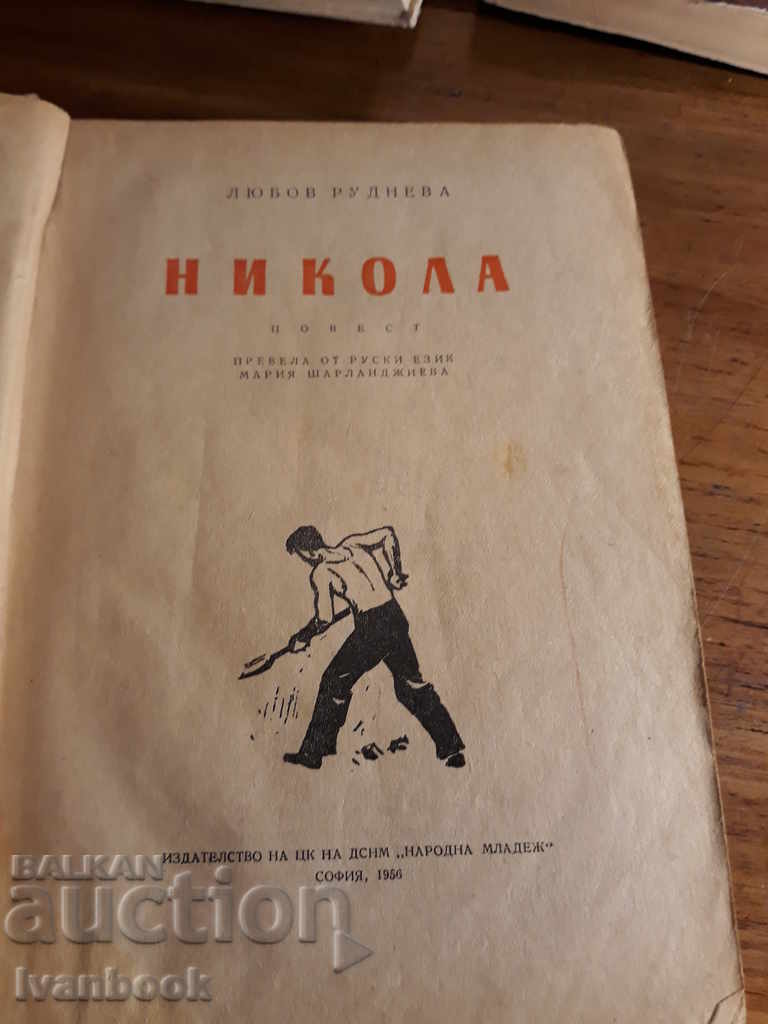 ЛЮБОВ РУДНЕВА
НИКОЛА
ПОВЕСТ
ПРЕВЕЛА ОТ РУСКИ ЕЗИК
МАРИЯ ШАРЛАНДЖИЕВА
ИЗДАТЕЛСТВО НА ЦК НА ДСНМ „НАРОДНА МЛАДЕЖ“
СОФИЯ, 1956
BALKAN
auction
Ivanbook